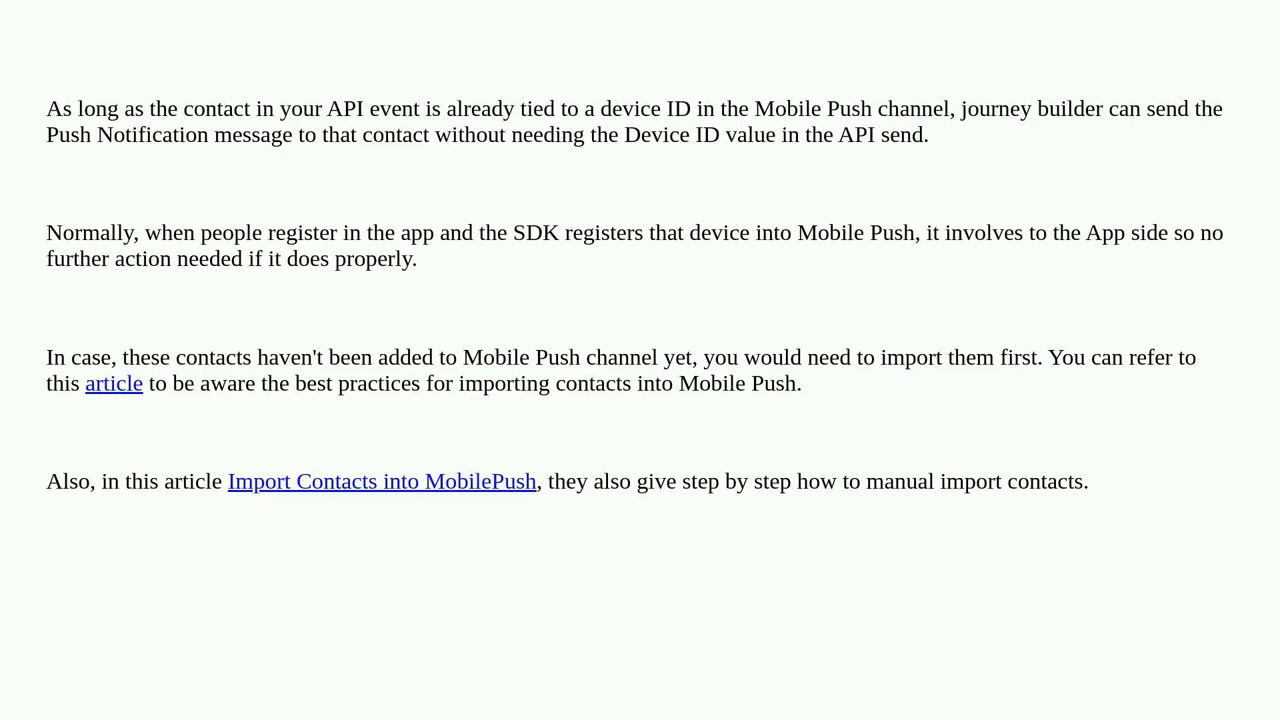 As long as the contact in your API event is already tied to a device ID in the Mobile Push channel, journey builder can send the
Push Notification message to that contact without needing the Device ID value in the API send.
Normally, when people register in the app and the SDK registers that device into Mobile Push, it involves to the App side so no
further action needed if it does properly.
In case, these contacts haven't been added to Mobile Push channel yet, you would need to import them first. You can refer to
this article to be aware the best practices for importing contacts into Mobile Push.
Also, in this article Import Contacts into MobilePush, they also give step by step how to manual import contacts.